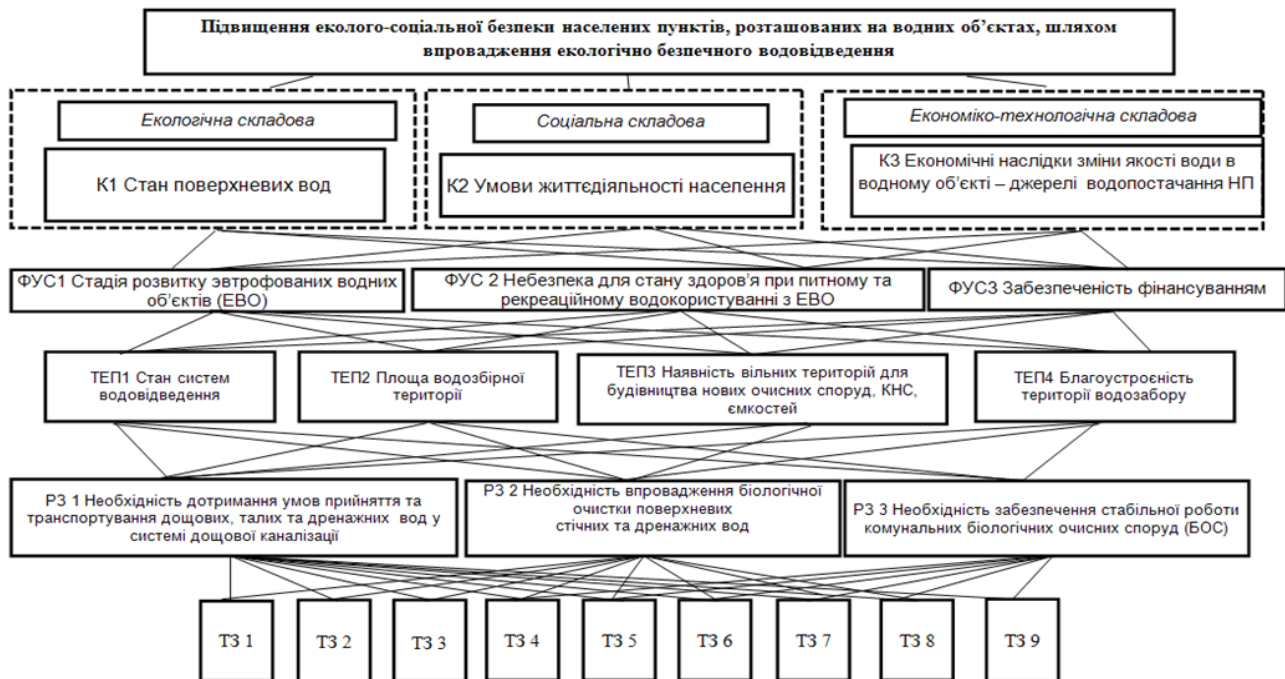 Підвищення еколого-соціальної безпеки населених пунктів, розташованих на водних об’єктах, шляхом
впровадження екологічно безпечного водовідведення
Екологічна складова
К1 Стан поверхневих вод
Соціальна складова
К2 Умови життєдіяльності населення
Економіко-технологічна складова
К3 Економічні наслідки зміни якості води в
водному об’єкті – джерелі водопостачання НП
ФУС1 Стадія розвитку эвтрофованих водних
об’єктів (ЕВО)
ФУС 2 Небезпека для стану здоров’я при питному та
рекреаційному водокористуванні з ЕВО
ФУС3 Забезпеченість фінансуванням
ТЕП1 Стан систем
водовідведення
ТЕП2 Площа водозбірної
території
ТЕП3 Наявність вільних територій для
будівництва нових очисних споруд, КНС,
ємкостей
ТЕП4 Благоустроєність
території водозабору
РЗ 1 Необхідність дотримання умов прийняття та
транспортування дощових, талих та дренажних вод у
системі дощової каналізації
РЗ 2 Необхідність впровадження біологічної
очистки поверхневих
стічних та дренажних вод
РЗ 3 Необхідність забезпечення стабільної роботи
комунальних біологічних очисних споруд (БОС)
ТЗ 1
ТЗ 2
ТЗ 3
ТЗ 4
ТЗ 5
ТЗ 6
ТЗ 7
ТЗ 8
ТЗ 9